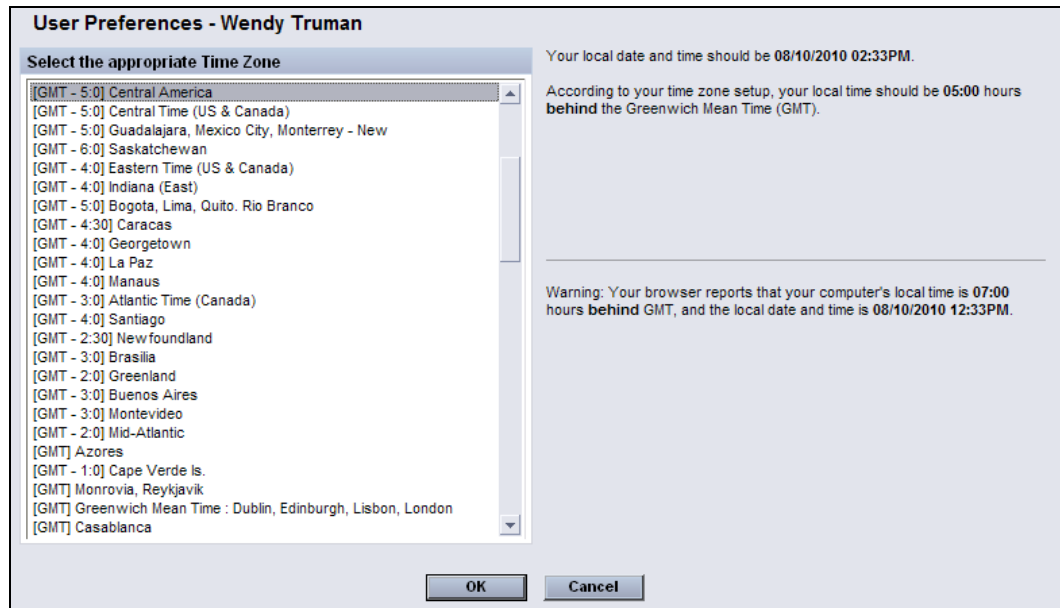 User Preferences - Wendy Truman
Select the appropriate Time Zone
[GMT - 5:0] Central America
[GMT - 5:0] Central Time (US & Canada)
[GMT - 5:0] Guadalajara, Mexico City, Monterrey - New
[GMT - 6:0] Saskatchewan
[GMT - 4:0] Eastern Time (US & Canada)
[GMT - 4:0] Indiana (East)
[GMT - 5:0] Bogota, Lima, Quito. Rio Branco
[GMT - 4:30] Caracas
[GMT - 4:0] Georgetown
[GMT - 4:0] La Paz
[GMT - 4:0] Manaus
[GMT - 3:0] Atlantic Time (Canada)
[GMT - 4:0] Santiago
[GMT - 2:30] Newfoundland
[GMT - 3:0] Brasilia
[GMT - 2:0] Greenland
[GMT - 3:0] Buenos Aires
[GMT - 3:0] Montevideo
[GMT - 2:0] Mid-Atlantic
[GMT] Azores
[GMT - 1:0] Cape Verde Is.
[GMT] Monrovia, Reykjavik
[GMT] Greenwich Mean Time : Dublin, Edinburgh, Lisbon, London
[GMT] Casablanca
Your local date and time should be 08/10/2010 02:33PM.
According to your time zone setup, your local time should be 05:00 hours
behind the Greenwich Mean Time (GMT).
Warning: Your browser reports that your computer's local time is 07:00
hours behind GMT, and the local date and time is 08/10/2010 12:33PM.
OK
Cancel